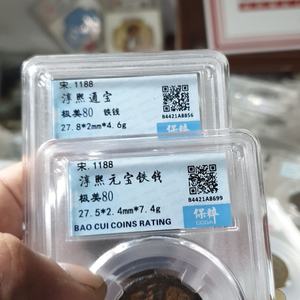 宋. 1188
淳熙通宝
极美80 铁钱
27.8*2mm*4.6g
B4421A8856
保粹
宋. 1188
淳熙元宝铁钱
极美80
27.5*2.4mm*7.4g
BAO CUI COINS RATING
B4421A8699
保粹
CCDA